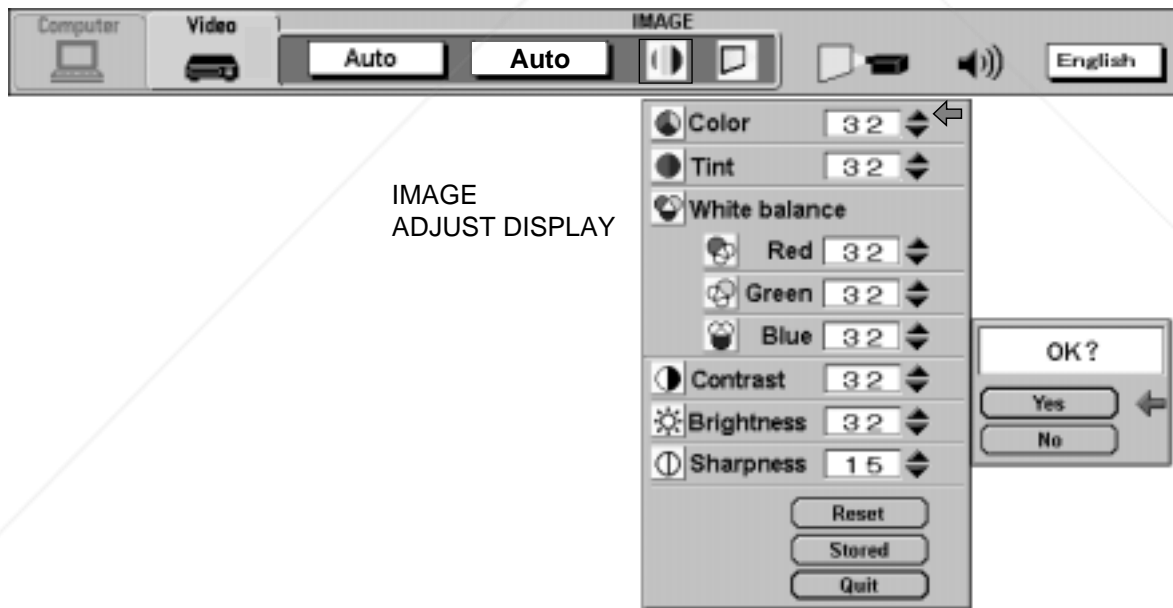 Computer
Video
IMAGE
Auto
Auto
English
IMAGE
ADJUST DISPLAY
Color 32
Tint 32
White balance
Red 32
Green 32
Blue 32
Contrast 32
Brightness 32
Sharpness 15
Reset
Stored
Quit
OK?
Yes
No